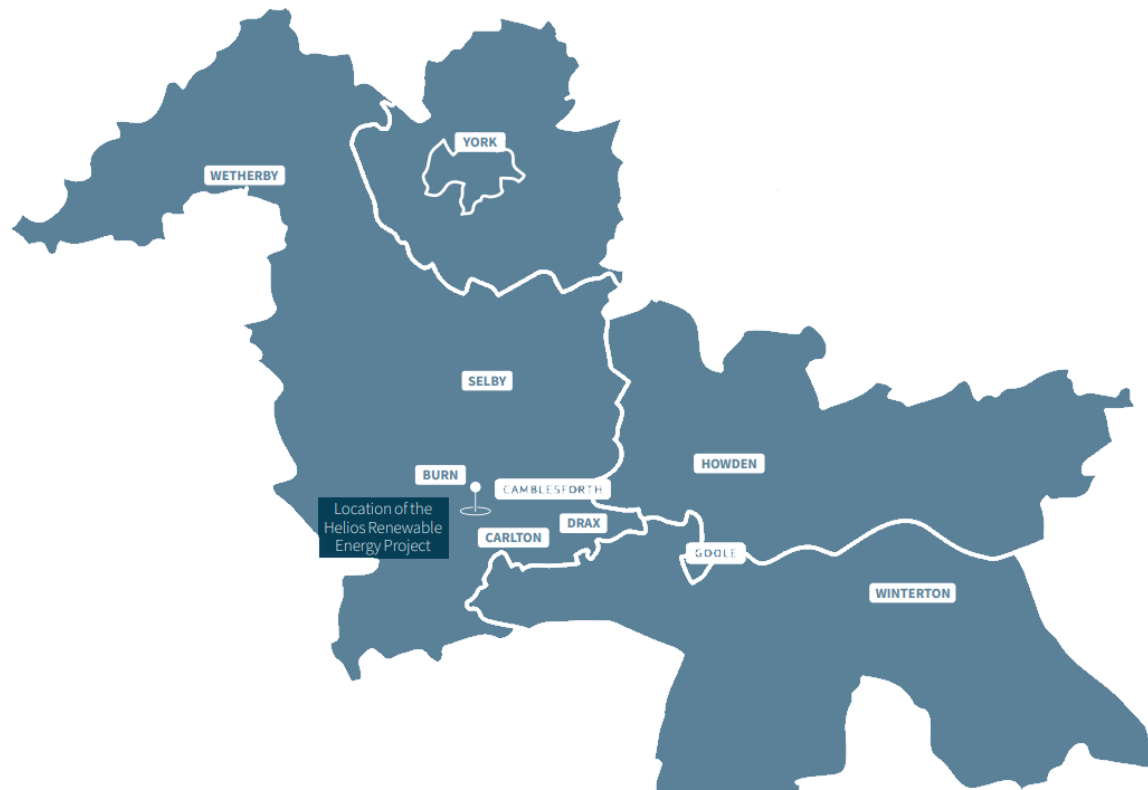 YORK
WETHERBY
SELBY
HOWDEN
BURN
CAMBLESFORTH
Location of the
Helios Renewable
Energy Project
DRAX
CARLTON
GOOLE
WINTERTON